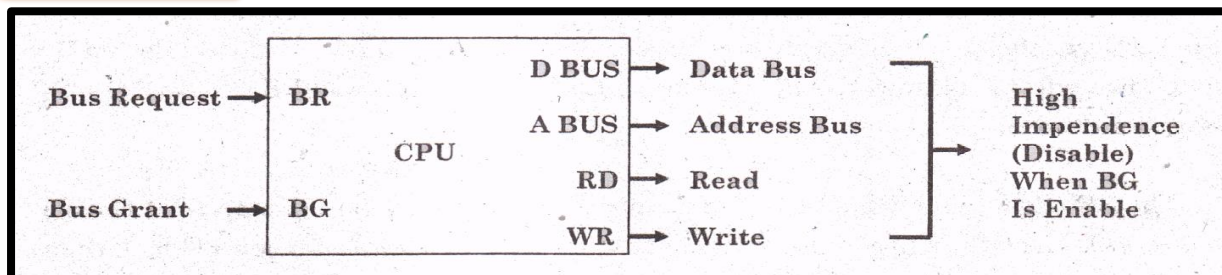 Bus Request
BR
CPU
Bus Grant
BG
D BUS
Data Bus
A BUS
Address Bus
RD
Read
WR
Write
High
Impendence
(Disable)
When BG
Is Enable